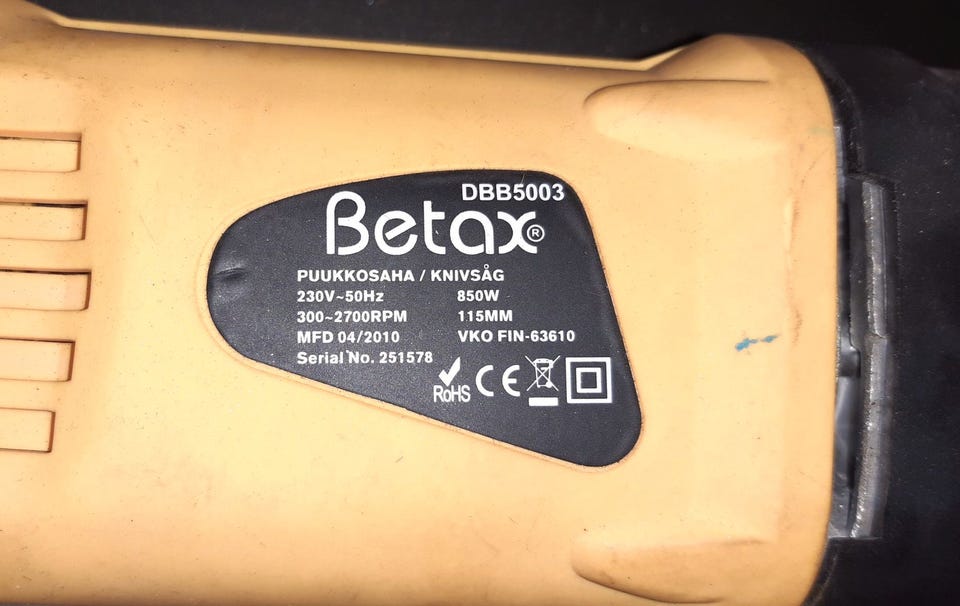 DBB5003
Betax®
PUUKKOSAHA / KNIVSÅG
230V~50Hz 850W
300~2700RPM 115MM
MFD 04/2010 VKO FIN-63610
Serial No. 251578
RoHS CE